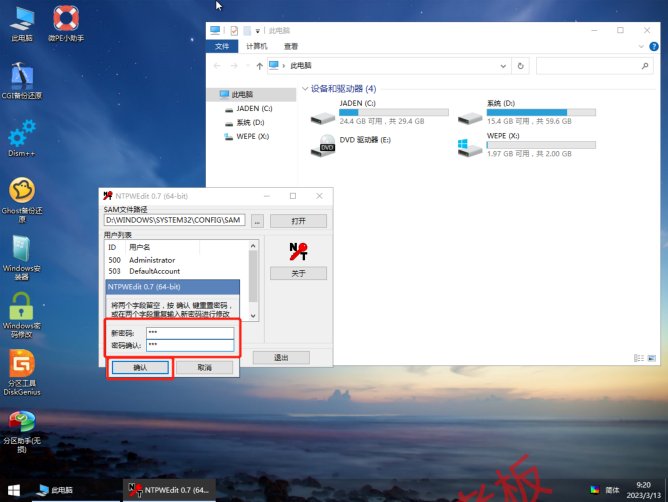 此电脑
微PE小助手
CGI备份还原
Dism++
Ghost备份还原
Windows安装器
Windows密码修改
分区工具
DiskGenius
分区助手(无损)
此电脑
文件
计算机
查看
此电脑
此电脑
JADEN (C:)
系统 (D:)
WEPE (X:)
设备和驱动器 (4)
JADEN (C:)
24.4 GB 可用，共 29.4 GB
系统 (D:)
15.4 GB 可用，共 59.6 GB
DVD 驱动器 (E:)
DVD
WEPE (X:)
1.97 GB 可用，共 2.00 GB
NTPWEdit 0.7 (64-bit)
SAM文件路径
D:\WINDOWS\SYSTEM32\CONFIG\SAM
...
打开
用户列表
ID 用户名
500 Administrator
503 DefaultAccount
关于
NTPWEdit 0.7 (64-bit)
将两个字段留空，按 确认 键重置密码，
或在两个字段重复输入新密码进行修改
新密码: ***
密码确认: ***
确认
取消
退出
老板
此电脑
NTPWEdit 0.7 (64...
简体
9:20
2023/3/13